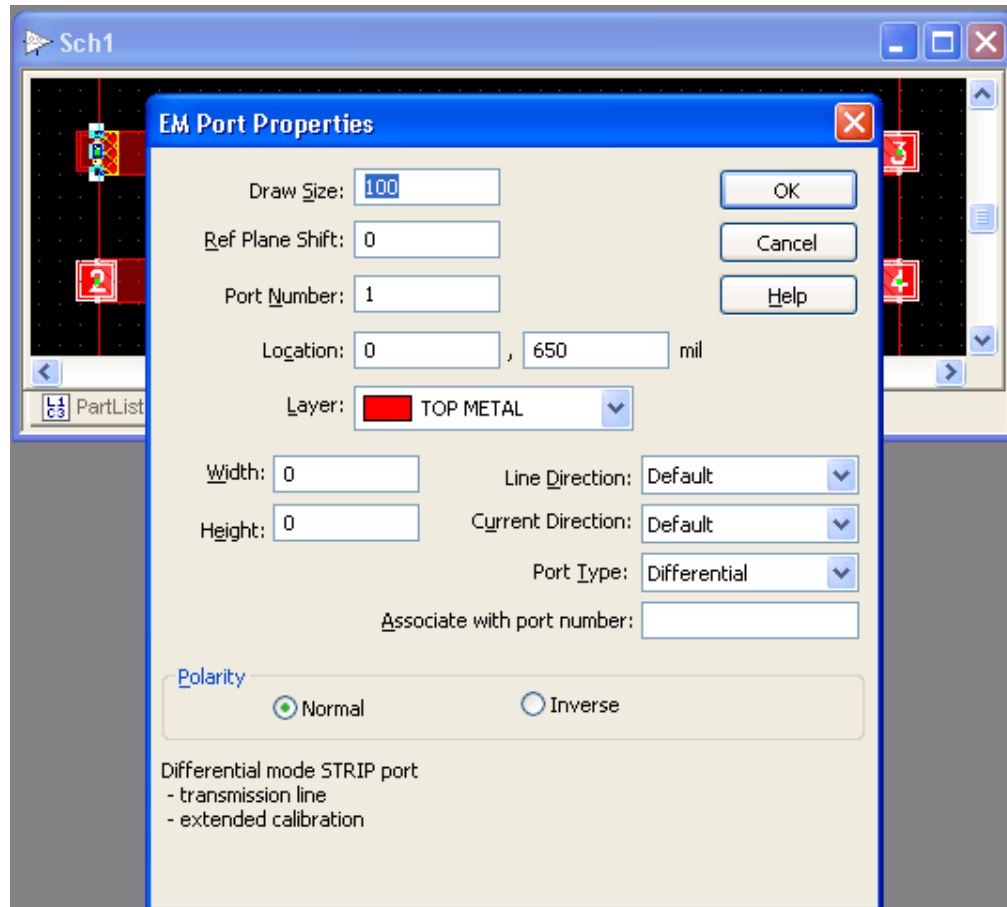 Sch1
EM Port Properties
3
2
4
PartList
Draw Size: 100
OK
Ref Plane Shift: 0
Cancel
Port Number: 1
Help
Location: 0 , 650 mil
Layer: TOP METAL
Width: 0
Line Direction: Default
Height: 0
Current Direction: Default
Port Type: Differential
Associate with port number:
Polarity
Normal
Inverse
Differential mode STRIP port
- transmission line
- extended calibration